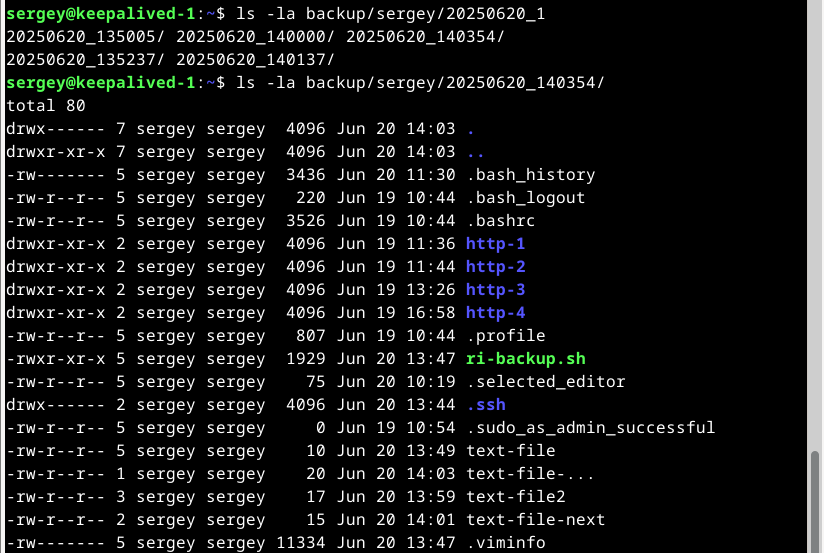 sergey@keepalived-1:~$ ls -la backup/sergey/20250620_1
20250620_135005/ 20250620_140000/ 20250620_140354/
20250620_135237/ 20250620_140137/
sergey@keepalived-1:~$ ls -la backup/sergey/20250620_140354/
total 80
drwx------ 7 sergey sergey  4096 Jun 20 14:03 .
drwxr-xr-x 7 sergey sergey  4096 Jun 20 14:03 ..
-rw------- 5 sergey sergey  3436 Jun 20 11:30 .bash_history
-rw-r--r-- 5 sergey sergey   220 Jun 19 10:44 .bash_logout
-rw-r--r-- 5 sergey sergey  3526 Jun 19 10:44 .bashrc
drwxr-xr-x 2 sergey sergey  4096 Jun 19 11:36 http-1
drwxr-xr-x 2 sergey sergey  4096 Jun 19 11:44 http-2
drwxr-xr-x 2 sergey sergey  4096 Jun 19 13:26 http-3
drwxr-xr-x 2 sergey sergey  4096 Jun 19 16:58 http-4
-rw-r--r-- 5 sergey sergey   807 Jun 19 10:44 .profile
-rwxr-xr-x 5 sergey sergey  1929 Jun 20 13:47 ri-backup.sh
-rw-r--r-- 5 sergey sergey    75 Jun 20 10:19 .selected_editor
drwx------ 2 sergey sergey  4096 Jun 20 13:44 .ssh
-rw-r--r-- 5 sergey sergey     0 Jun 19 10:54 .sudo_as_admin_successful
-rw-r--r-- 5 sergey sergey    10 Jun 20 13:49 text-file
-rw-r--r-- 1 sergey sergey    20 Jun 20 14:03 text-file-...
-rw-r--r-- 3 sergey sergey    17 Jun 20 13:59 text-file2
-rw-r--r-- 2 sergey sergey    15 Jun 20 14:01 text-file-next
-rw------- 5 sergey sergey 11334 Jun 20 13:47 .viminfo